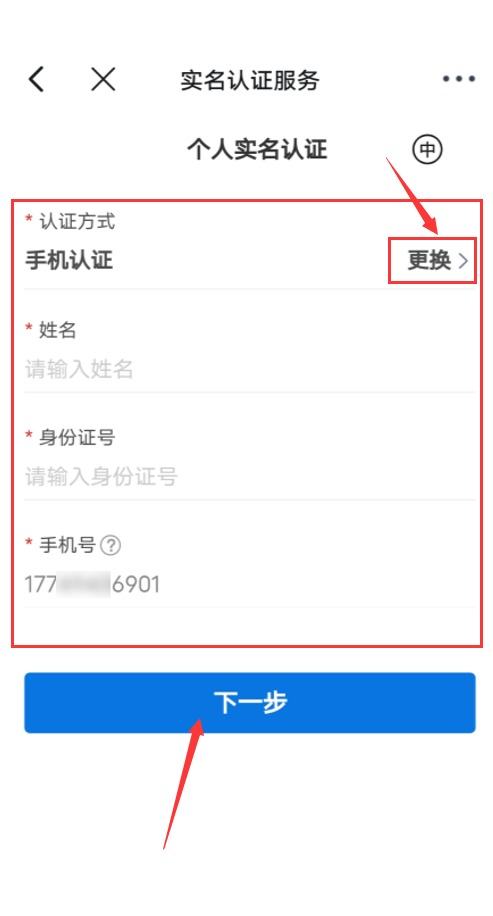 实名认证服务
个人实名认证
中
* 认证方式
手机认证
更换
* 姓名
请输入姓名
* 身份证号
请输入身份证号
* 手机号?
177 6901
下一步